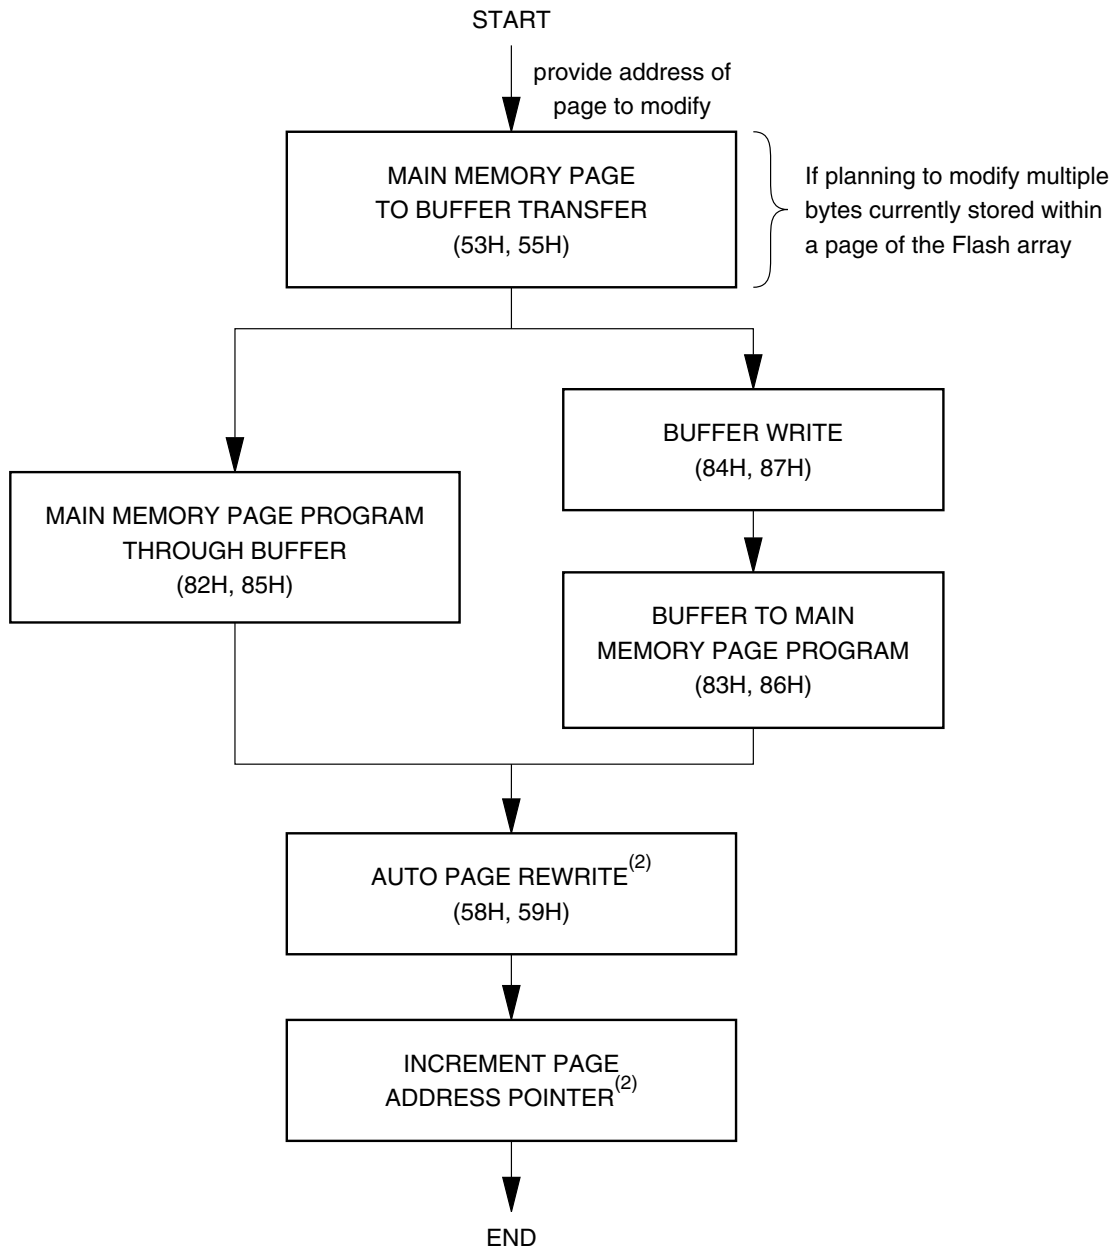 START
provide address of
page to modify
MAIN MEMORY PAGE
TO BUFFER TRANSFER
(53H, 55H)
If planning to modify multiple
bytes currently stored within
a page of the Flash array
BUFFER WRITE
(84H, 87H)
MAIN MEMORY PAGE PROGRAM
THROUGH BUFFER
(82H, 85H)
BUFFER TO MAIN
MEMORY PAGE PROGRAM
(83H, 86H)
AUTO PAGE REWRITE(2)
(58H, 59H)
INCREMENT PAGE
ADDRESS POINTER(2)
END